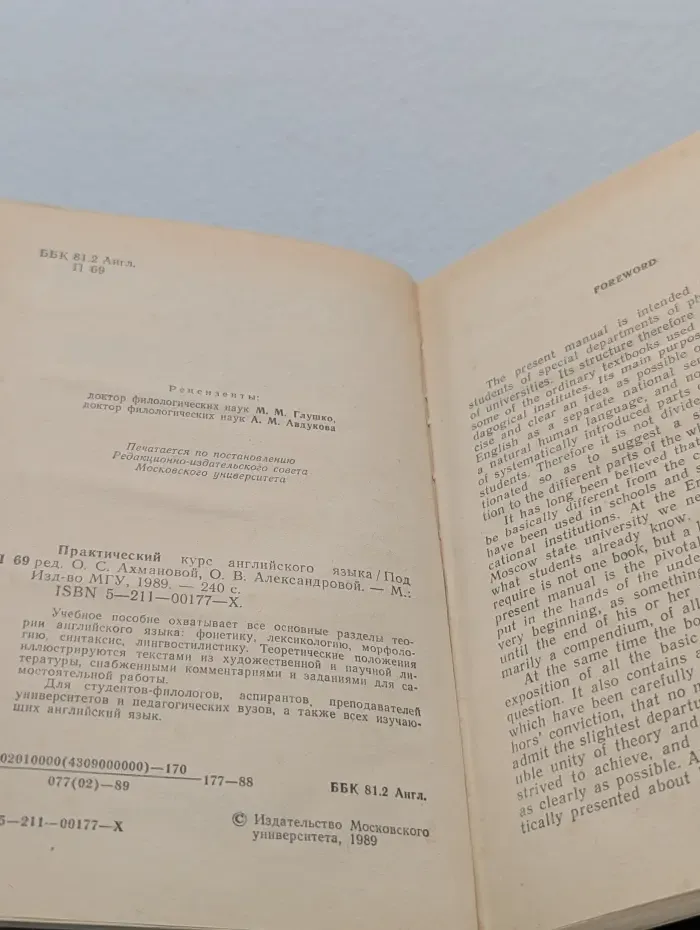 ББК 81.2 Англ.
П 69
Рецензенты:
доктор филологических наук М. М. Глушко,
доктор филологических наук Л. М. Авдукова
Печатается по постановлению
Редакционно-издательского совета
Московского университета
Практический курс английского языка/Под
69 ред. О. С. Ахмановой, О. В. Александровой. — М.:
Изд-во МГУ, 1989. — 240 с.
ISBN 5—211—00177—X.
Учебное пособие охватывает все основные разделы тео-
рии английского языка: фонетику, лексикологию, морфоло-
гию, синтаксис, лингвостилистику. Теоретические положения
иллюстрируются текстами из художественной и научной ли-
тературы, снабженными комментариями и заданиями для са-
мостоятельной работы.
Для студентов-филологов, аспирантов, преподавателей
университетов и педагогических вузов, а также всех изучаю-
щих английский язык.
02010000(4309000000)—170
077(02)—89
177—88
ББК 81.2 Англ.
5—211—00177—X
© Издательство Московского
университета, 1989
FOREWORD
The present manual is intended
students of special departments of
of universities. Its structure therefore
some of the ordinary textbooks used
dagogical institutes. Its main purpos
cise and clear an idea as possible o
English as a separate national
a natural human language, and no
of systematically introduced parts
students. Therefore it is not divide
tionated so as to suggest a s
tion to the different parts of the wh
It has long been believed that
be basically different from the c
have been used in schools and s
cational institutions. At the En
Moscow state university we ne
what students already know.
require is not one book, but a
present manual is the pivotal
put in the hands of the unde
very beginning, as something
until the end of his or her
marily a compendium, of all
At the same time the bo
exposition of all the basic
question. It also contains a
which have been carefully
hors' conviction, that no m
admit the slightest departu
uble unity of theory and
strived to achieve, and
as clearly as possible. A
tically presented about